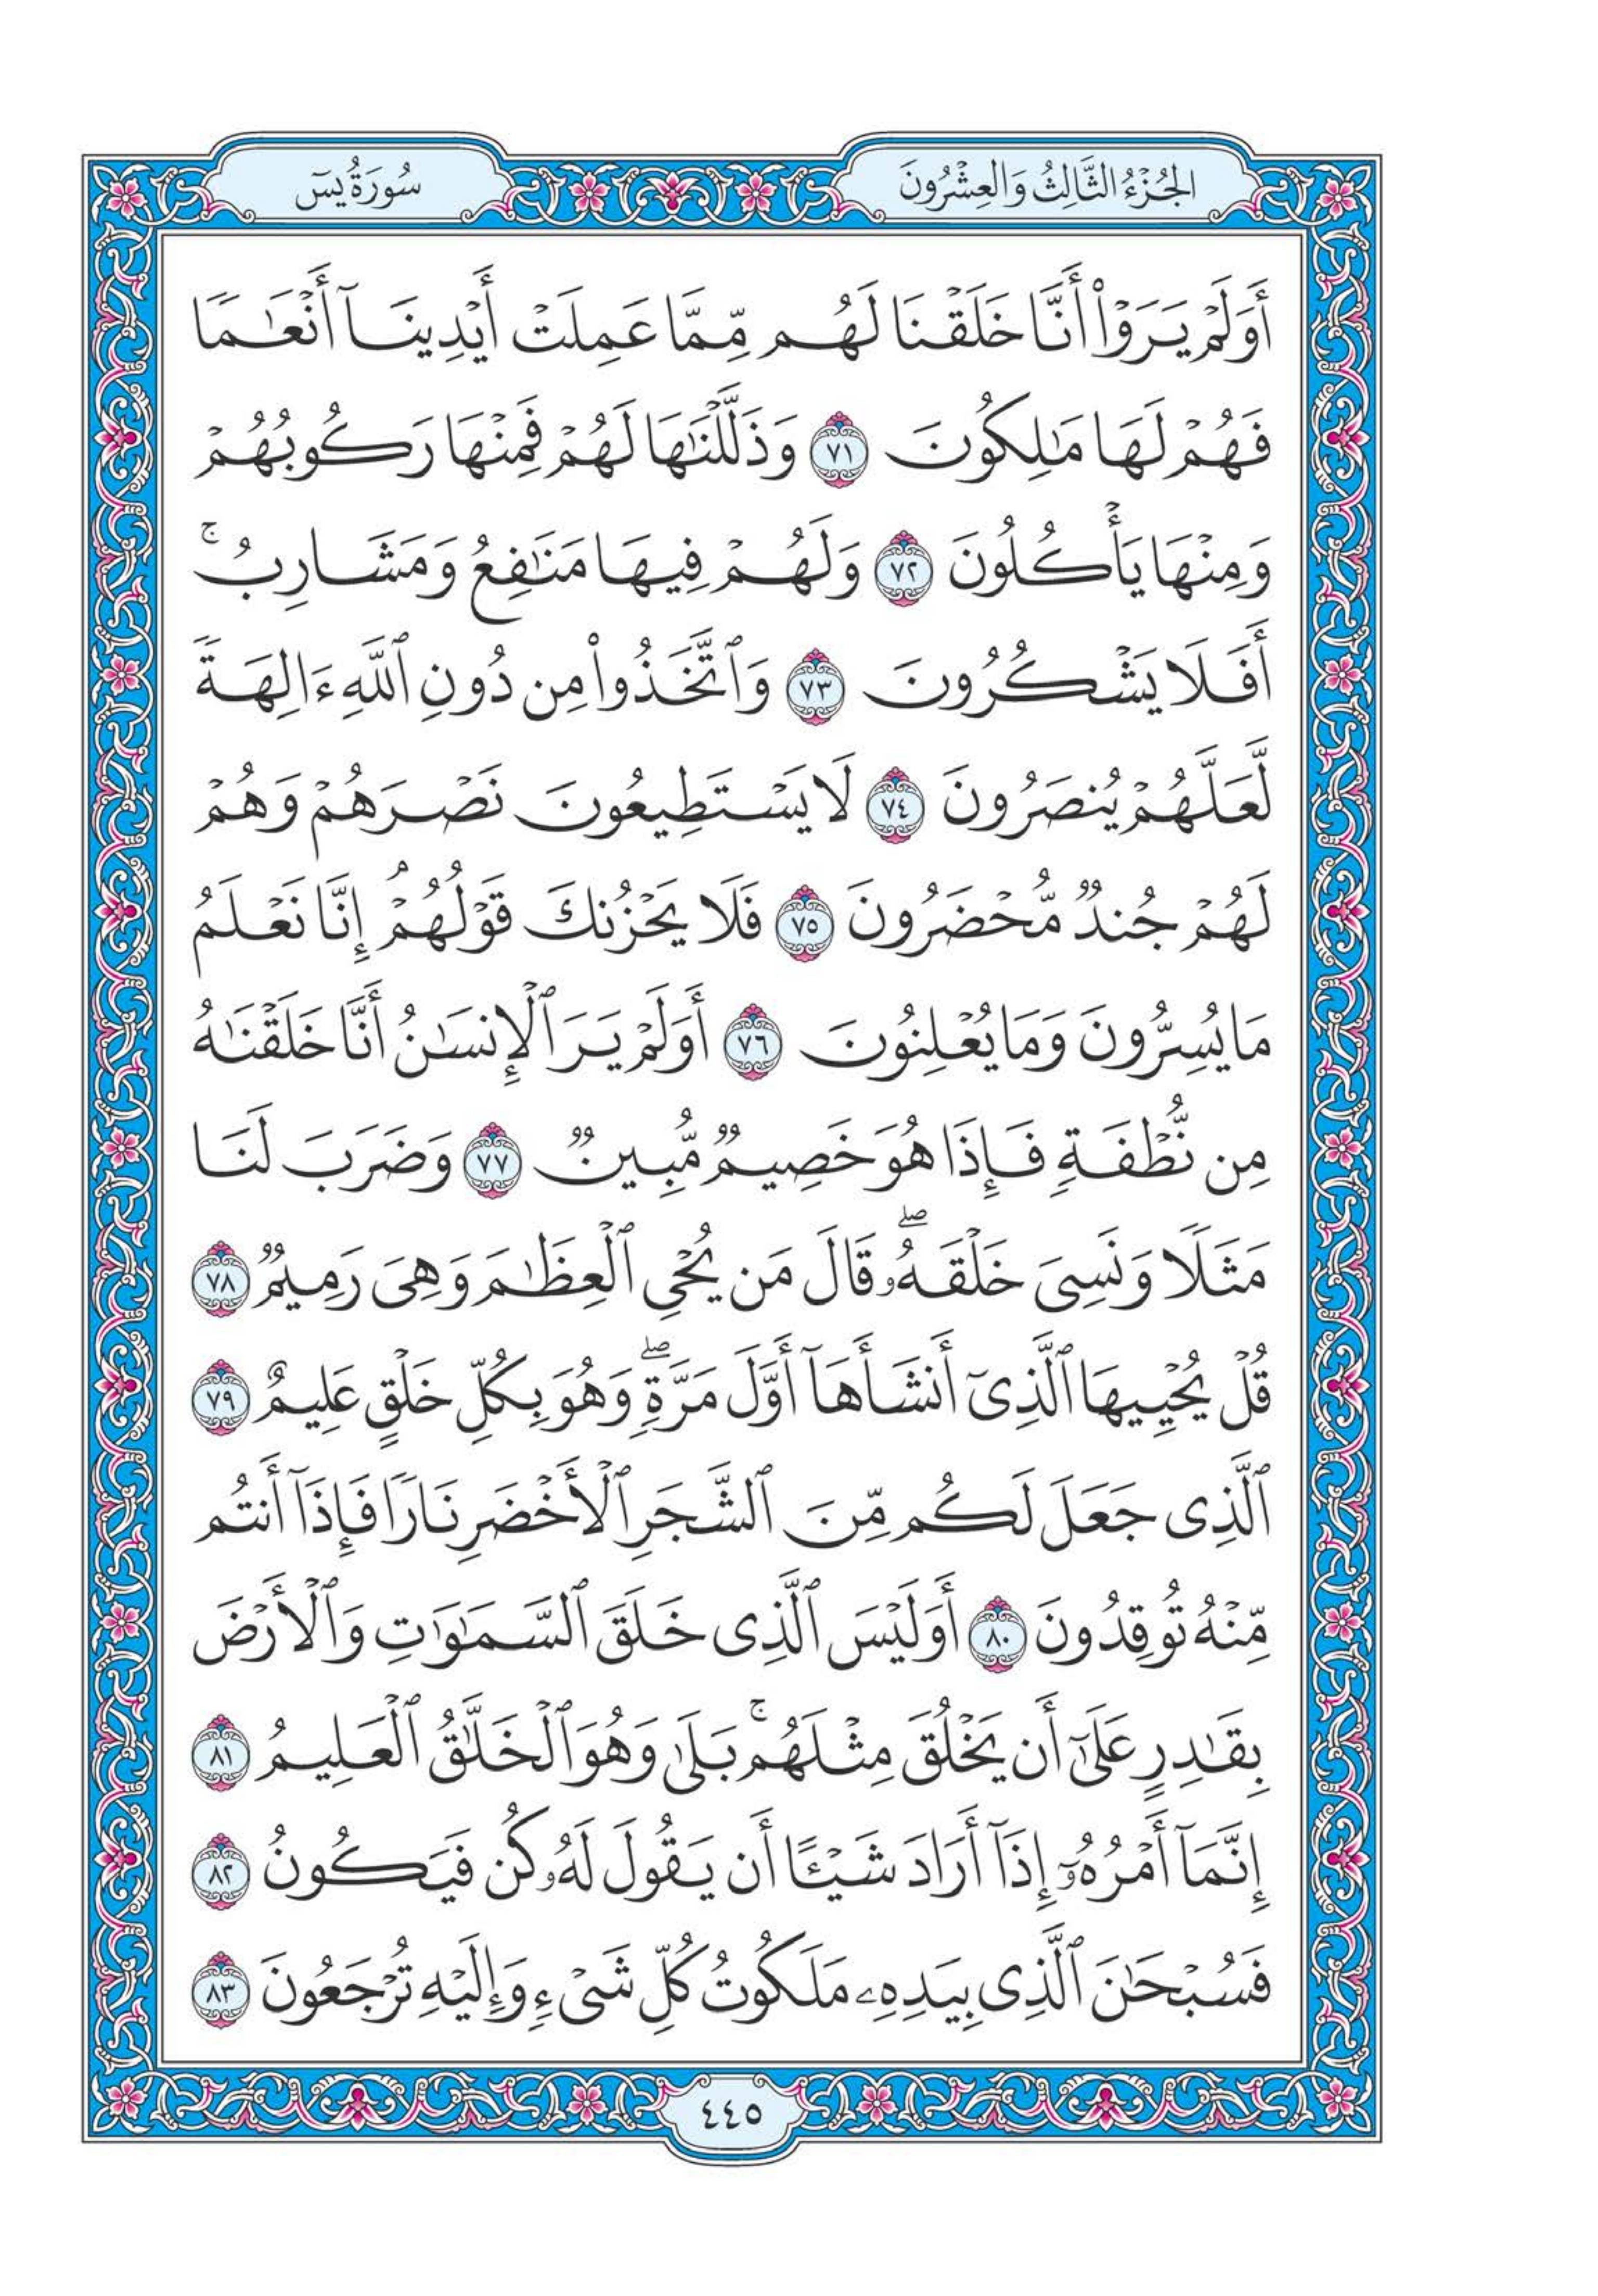 الجُزْءُ الثَّالِثُ وَالعِشْرُونَ
سُورَةُ يسٓ
أَوَلَمْ يَرَوْا۟ أَنَّا خَلَقْنَا لَهُم مِّمَّا عَمِلَتْ أَيْدِينَآ أَنْعَٰمًا
فَهُمْ لَهَا مَٰلِكُونَ ٧١ وَذَلَّلْنَٰهَا لَهُمْ فَمِنْهَا رَكُوبُهُمْ
وَمِنْهَا يَأْكُلُونَ ٧٢ وَلَهُمْ فِيهَا مَنَٰفِعُ وَمَشَارِبُ ۚ
أَفَلَا يَشْكُرُونَ ٧٣ وَٱتَّخَذُوا۟ مِن دُونِ ٱللَّهِ ءَالِهَةً
لَّعَلَّهُمْ يُنصَرُونَ ٧٤ لَا يَسْتَطِيعُونَ نَصْرَهُمْ وَهُمْ
لَهُمْ جُندٌ مُّحْضَرُونَ ٧٥ فَلَا يَحْزُنكَ قَوْلُهُمْ ۘ إِنَّا نَعْلَمُ
مَا يُسِرُّونَ وَمَا يُعْلِنُونَ ٧٦ أَوَلَمْ يَرَ ٱلْإِنسَٰنُ أَنَّا خَلَقْنَٰهُ
مِن نُّطْفَةٍ فَإِذَا هُوَ خَصِيمٌ مُّبِينٌ ٧٧ وَضَرَبَ لَنَا
مَثَلًا وَنَسِىَ خَلْقَهُۥ ۖ قَالَ مَن يُحْىِ ٱلْعِظَٰمَ وَهِىَ رَمِيمٌ ٧٨
قُلْ يُحْيِيهَا ٱلَّذِىٓ أَنشَأَهَآ أَوَّلَ مَرَّةٍ ۖ وَهُوَ بِكُلِّ خَلْقٍ عَلِيمٌ ٧٩
ٱلَّذِى جَعَلَ لَكُم مِّنَ ٱلشَّجَرِ ٱلْأَخْضَرِ نَارًا فَإِذَآ أَنتُم
مِّنْهُ تُوقِدُونَ ٨٠ أَوَلَيْسَ ٱلَّذِى خَلَقَ ٱلسَّمَٰوَٰتِ وَٱلْأَرْضَ
بِقَٰدِرٍ عَلَىٰٓ أَن يَخْلُقَ مِثْلَهُم ۚ بَلَىٰ وَهُوَ ٱلْخَلَّٰقُ ٱلْعَلِيمُ ٨١
إِنَّمَآ أَمْرُهُۥٓ إِذَآ أَرَادَ شَيْـًٔا أَن يَقُولَ لَهُۥ كُن فَيَكُونُ ٨٢
فَسُبْحَٰنَ ٱلَّذِى بِيَدِهِۦ مَلَكُوتُ كُلِّ شَىْءٍ وَإِلَيْهِ تُرْجَعُونَ ٨٣
٤٤٥